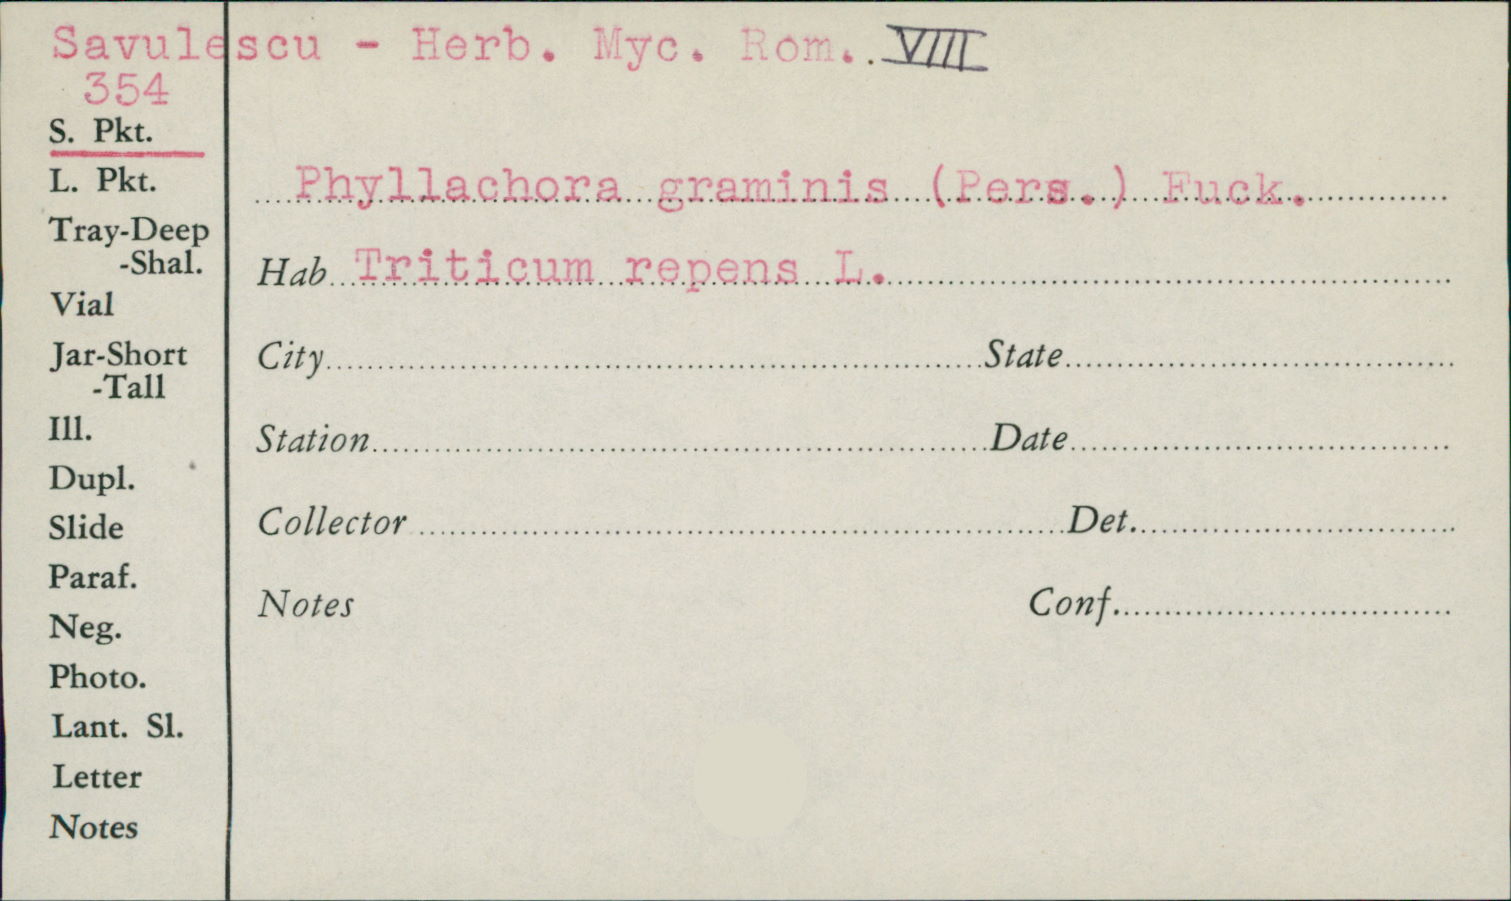 Savulescu - Herb. Myc. Rom.. VIII
354
S. Pkt.
L. Pkt.
Phyllachora graminis (Pers.) Fuck.
Tray-Deep
-Shal.
Hab Triticum repens L.
Vial
Jar-Short
-Tall
City State
Ill.
Station Date
Dupl.
Slide
Collector Det.
Paraf.
Notes Conf.
Neg.
Photo.
Lant. Sl.
Letter
Notes